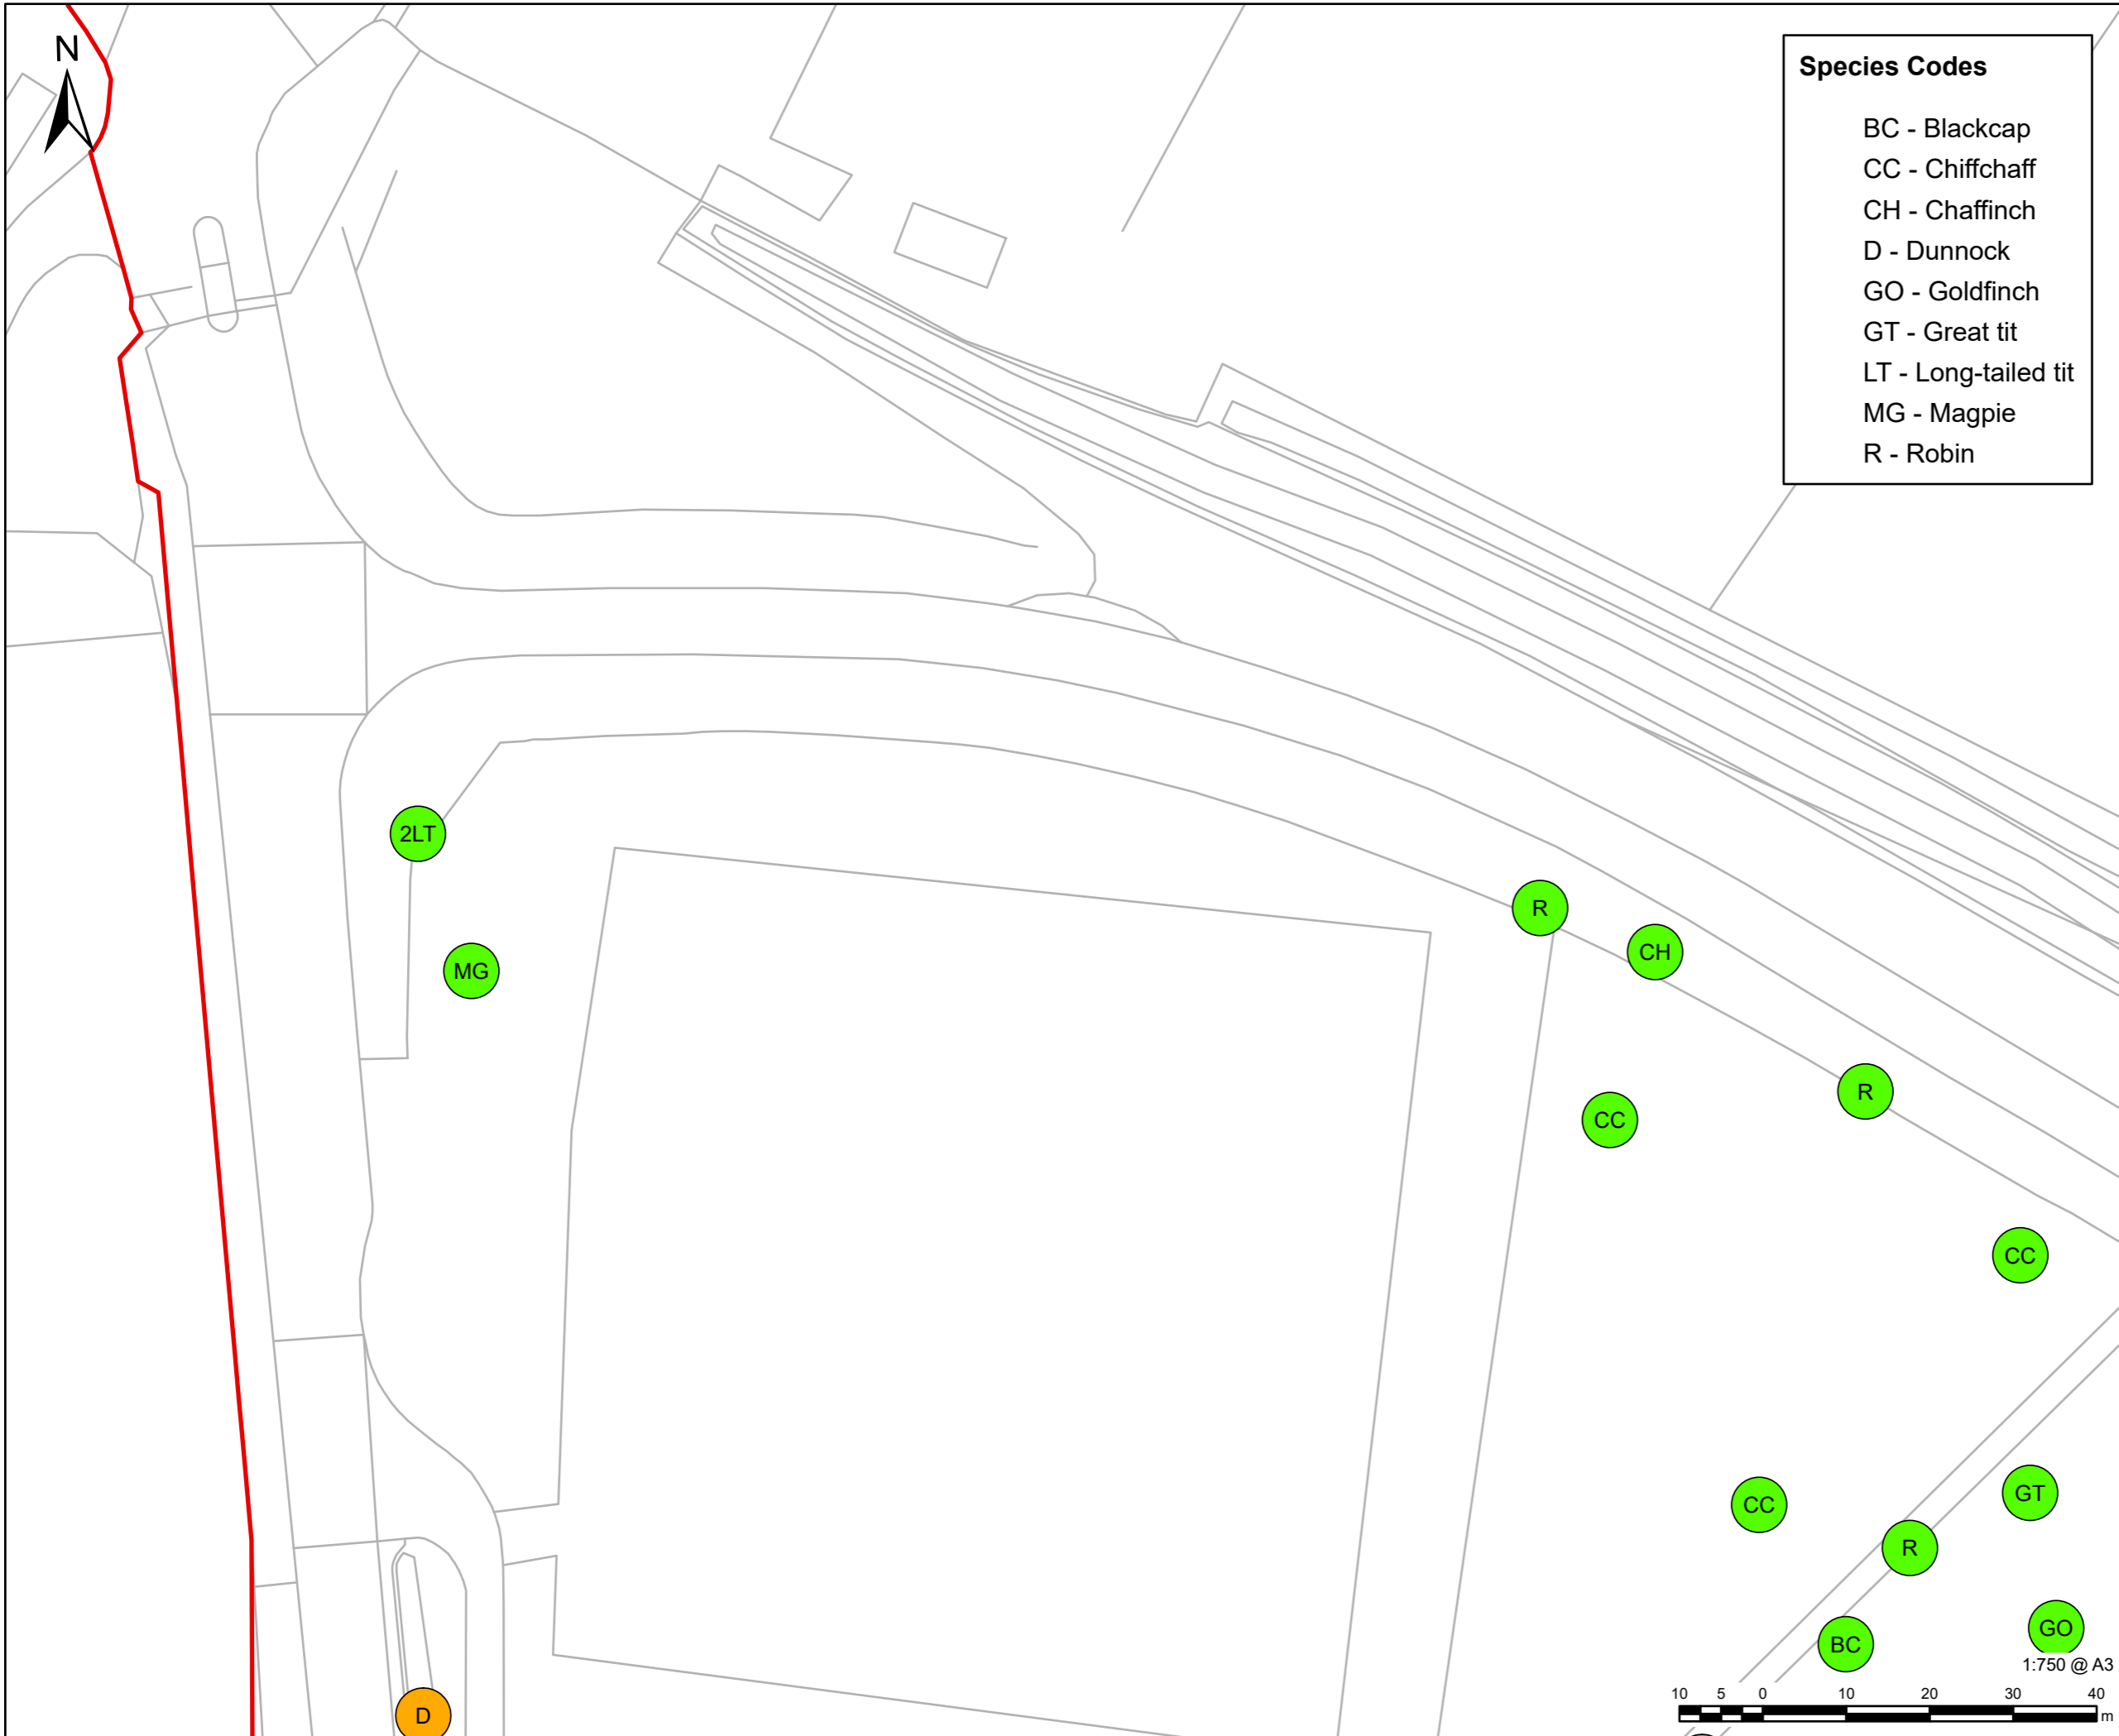 N
Species Codes
BC - Blackcap
CC - Chiffchaff
CH - Chaffinch
D - Dunnock
GO - Goldfinch
GT - Great tit
LT - Long-tailed tit
MG - Magpie
R - Robin
2LT
R
CH
MG
R
CC
CC
GT
CC
R
GO
BC
1:750 @ A3
10 5 0 10 20 30 40
m
D